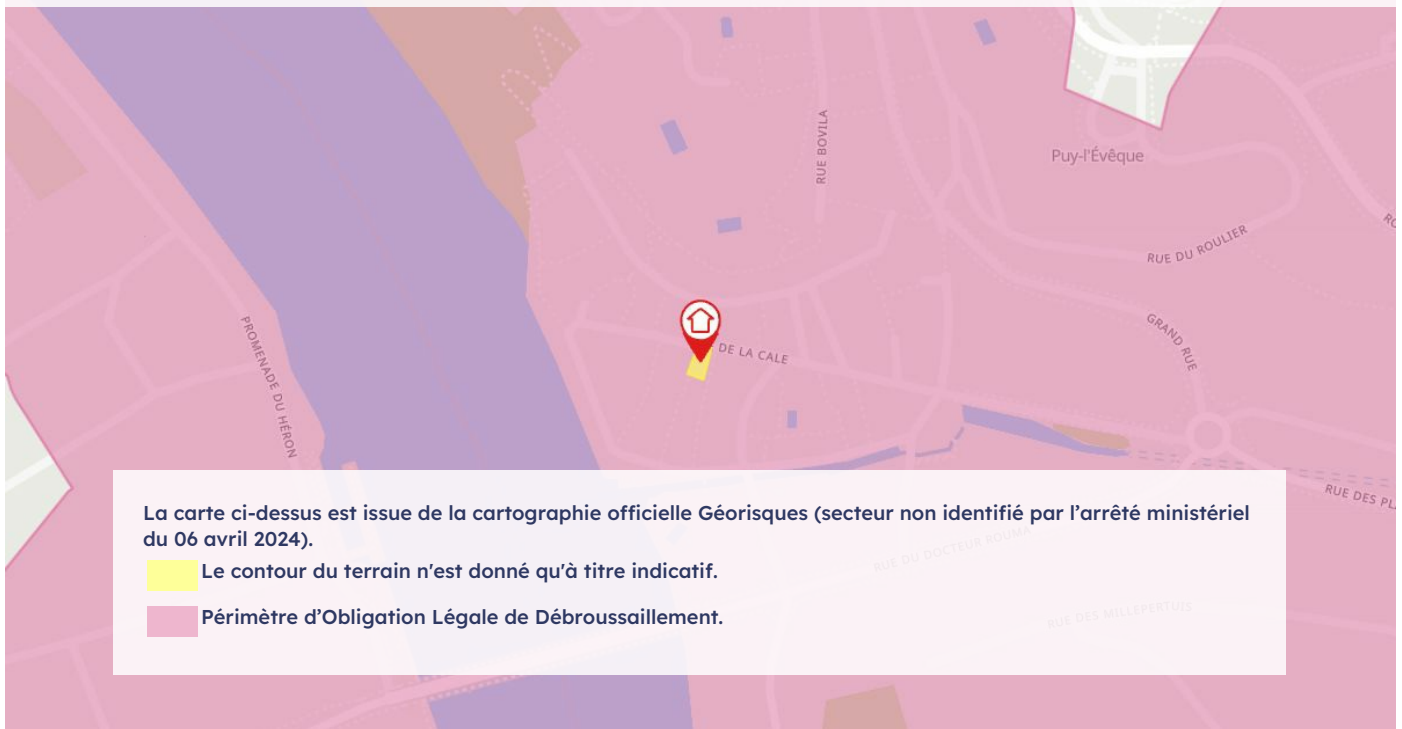 RUE BOVILA
Puy-l'Évêque
RUE DU ROULIER
GRAND RUE
DE LA CALE
PROMENADE DU HÉRON
RUE DES PL
La carte ci-dessus est issue de la cartographie officielle Géorisques (secteur non identifié par l'arrêté ministériel
du 06 avril 2024).
RUE DU DOCTEUR ROUMA
Le contour du terrain n'est donné qu'à titre indicatif.
Périmètre d'Obligation Légale de Débroussaillement.
RUE DES MILLEPERTUIS